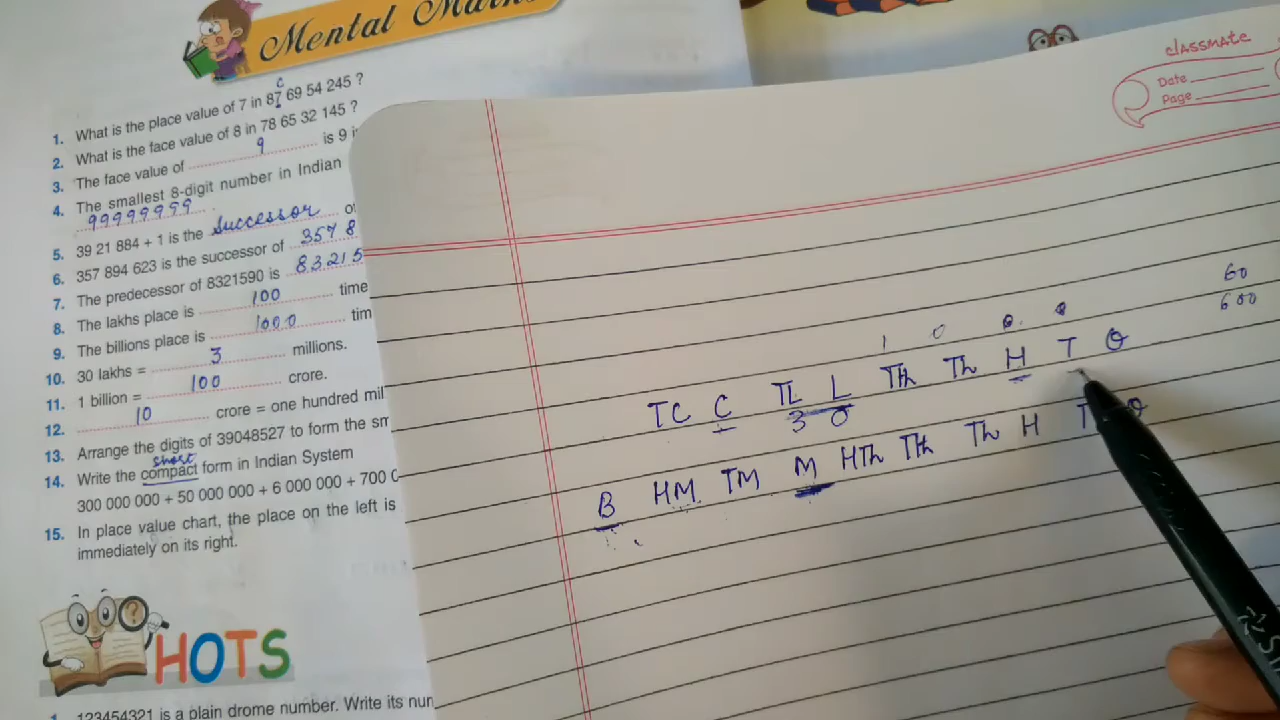 Mental Maths
1. What is the place value of 7 in 87 69 54 245 ?
C
2. What is the face value of 8 in 78 65 32 145 ?
3. The face value of 9 is 9 i
4. The smallest 8-digit number in Indian
99999999
5. 39 21 884 + 1 is the Successor o
6. 357 894 623 is the successor of 3578
7. The predecessor of 8321590 is 83215
8. The lakhs place is 100 time
9. The billions place is 1000 tim
10. 30 lakhs = 3 millions.
11. 1 billion = 100 crore.
12. 10 crore = one hundred mil
13. Arrange the digits of 39048527 to form the sm
short
14. Write the compact form in Indian System
300 000 000 + 50 000 000 + 6 000 000 + 700 0
15. In place value chart, the place on the left is
immediately on its right.
HOTS
1. 123454321 is a plain drome number. Write its nu
classmate
Date
Page
60
600
1 0 0 0
TC C TL L TTh Th H T O
3 0
B HM TM M HTh TTh Th H T O